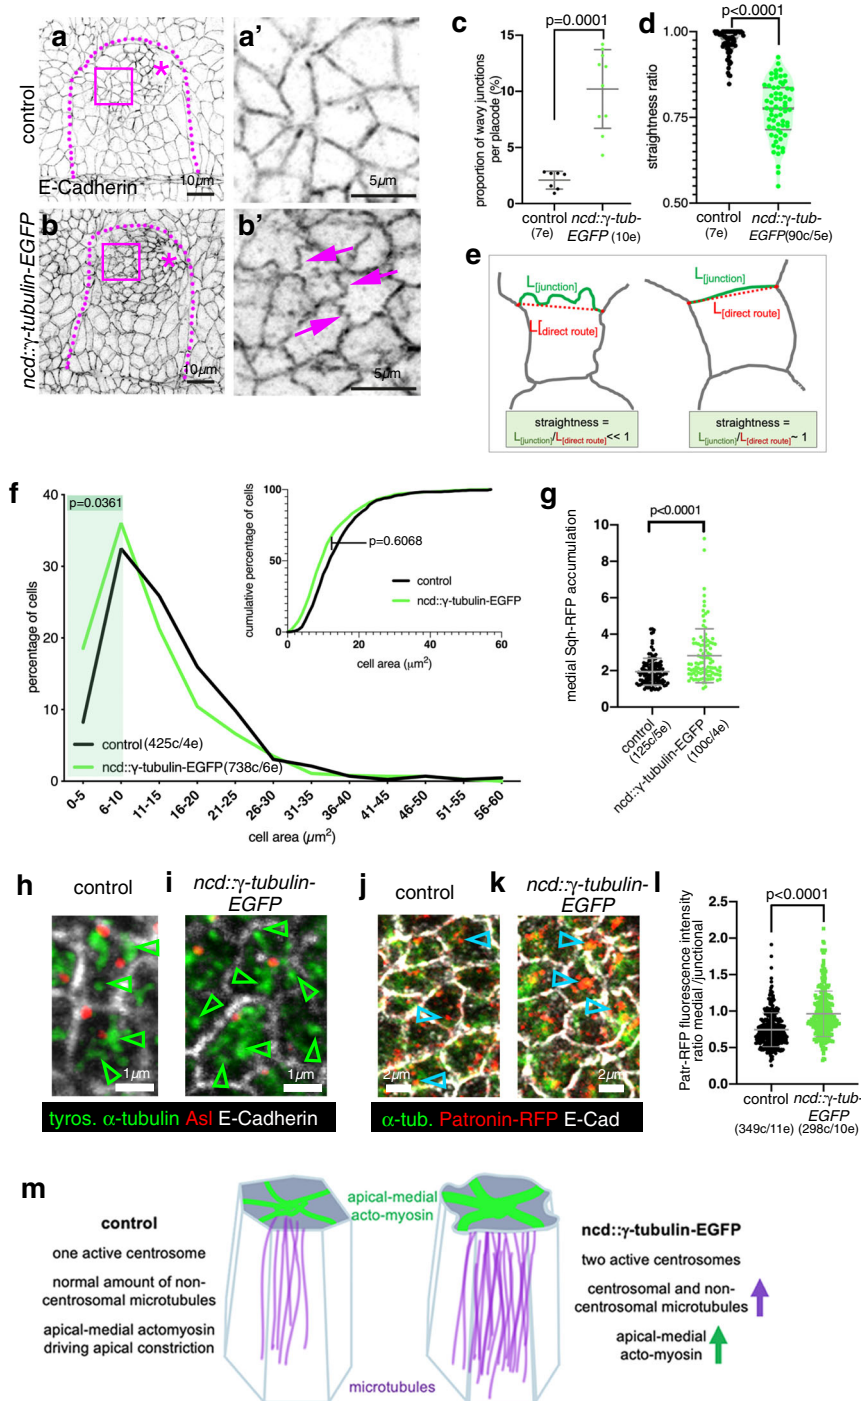 a
control
E-Cadherin
10µm
*
a'
5µm
b
ncd::γ-tubulin-EGFP
10µm
*
b'
5µm
c
p=0.0001
15
10
5
0
proportion of wavy junctions
per placode (%)
control
(7e)
ncd::γ-tub-
EGFP (10e)
d
p<0.0001
1.00
0.75
0.50
straightness ratio
control
(7e)
ncd::γ-tub-
EGFP(90c/5e)
e
L[junction]
L[direct route]
straightness =
L[junction]/L[direct route]<< 1
L[junction]
L[direct route]
straightness =
L[junction]/L[direct route]~ 1
f
p=0.0361
40
30
20
10
0
percentage of cells
control(425c/4e)
ncd::γ-tubulin-EGFP(738c/6e)
0-5
6-10
11-15
16-20
21-25
26-30
31-35
36-40
41-45
46-50
51-55
56-60
cell area (µm2)
100
50
0
cumulative percentage of cells
p=0.6068
control
ncd::γ-tubulin-EGFP
0
20
40
60
cell area (µm2)
g
p<0.0001
10
8
6
4
2
0
medial Sqh-RFP accumulation
control
(125c/5e)
ncd::γ-tubulin-EGFP
(100c/4e)
h
control
1µm
i
ncd::γ-tubulin-
EGFP
1µm
tyros. α-tubulin Asl E-Cadherin
j
control
2µm
k
ncd::γ-tubulin-
EGFP
2µm
α-tub. Patronin-RFP E-Cad
l
p<0.0001
2.5
2.0
1.5
1.0
0.5
0.0
Patr-RFP fluorescence intensity
ratio medial /junctional
control
(349c/11e)
ncd::γ-tub-
EGFP
(298c/10e)
m
control
one active centrosome
normal amount of non-
centrosomal microtubules
apical-medial actomyosin
driving apical constriction
apical-medial
acto-myosin
microtubules
ncd::γ-tubulin-EGFP
two active centrosomes
centrosomal and non-
centrosomal microtubules
apical-medial
acto-myosin